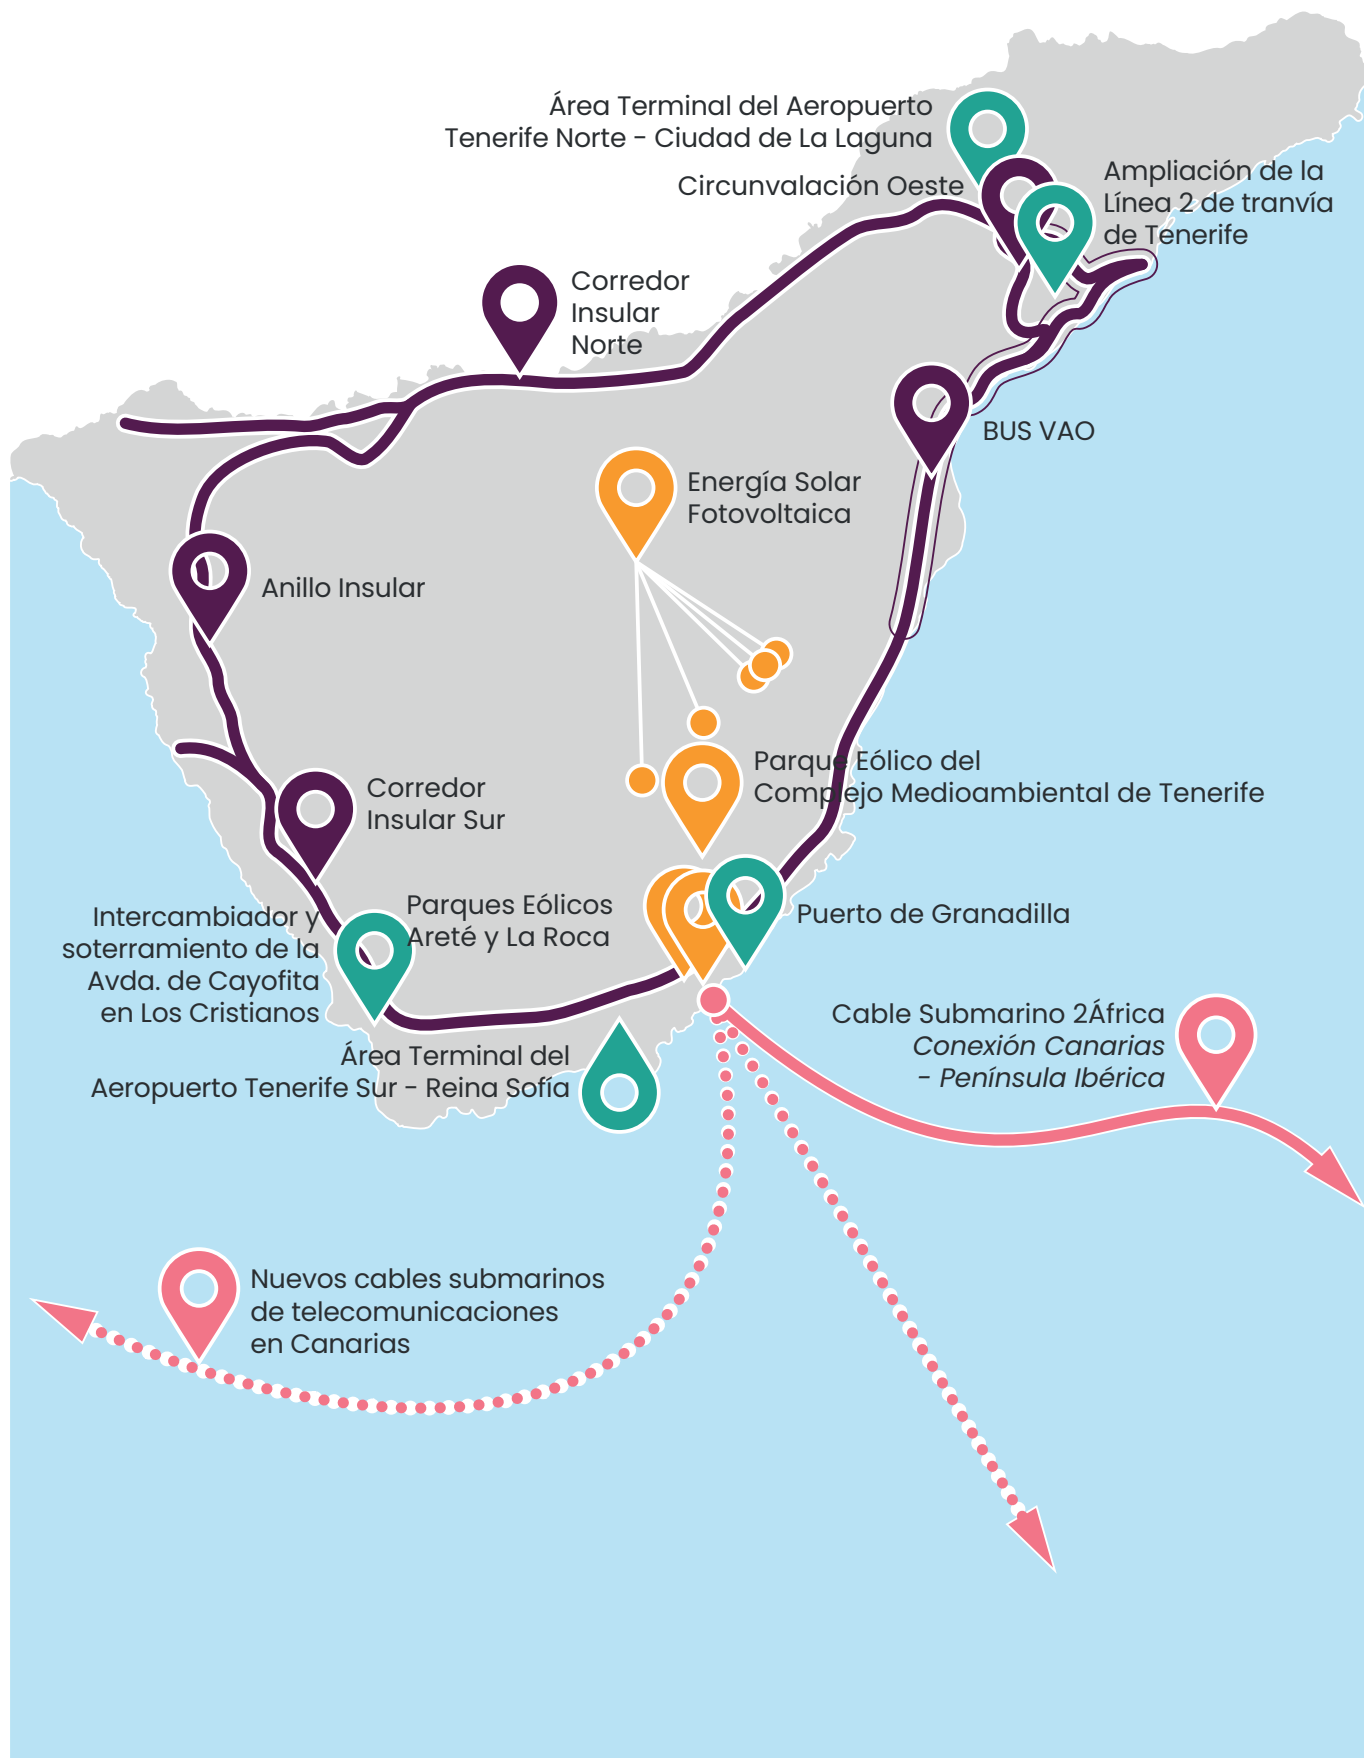 Área Terminal del Aeropuerto
Tenerife Norte - Ciudad de La Laguna
Circunvalación Oeste
Ampliación de la
Línea 2 de tranvía
de Tenerife
Corredor
Insular
Norte
BUS VAO
Energía Solar
Fotovoltaica
Anillo Insular
Parque Eólico del
Complejo Medioambiental de Tenerife
Corredor
Insular Sur
Parques Eólicos
Areté y La Roca
Intercambiador y
soterramiento de la
Avda. de Cayofita
en Los Cristianos
Puerto de Granadilla
Cable Submarino 2África
Conexión Canarias
- Península Ibérica
Área Terminal del
Aeropuerto Tenerife Sur - Reina Sofía
Nuevos cables submarinos
de telecomunicaciones
en Canarias